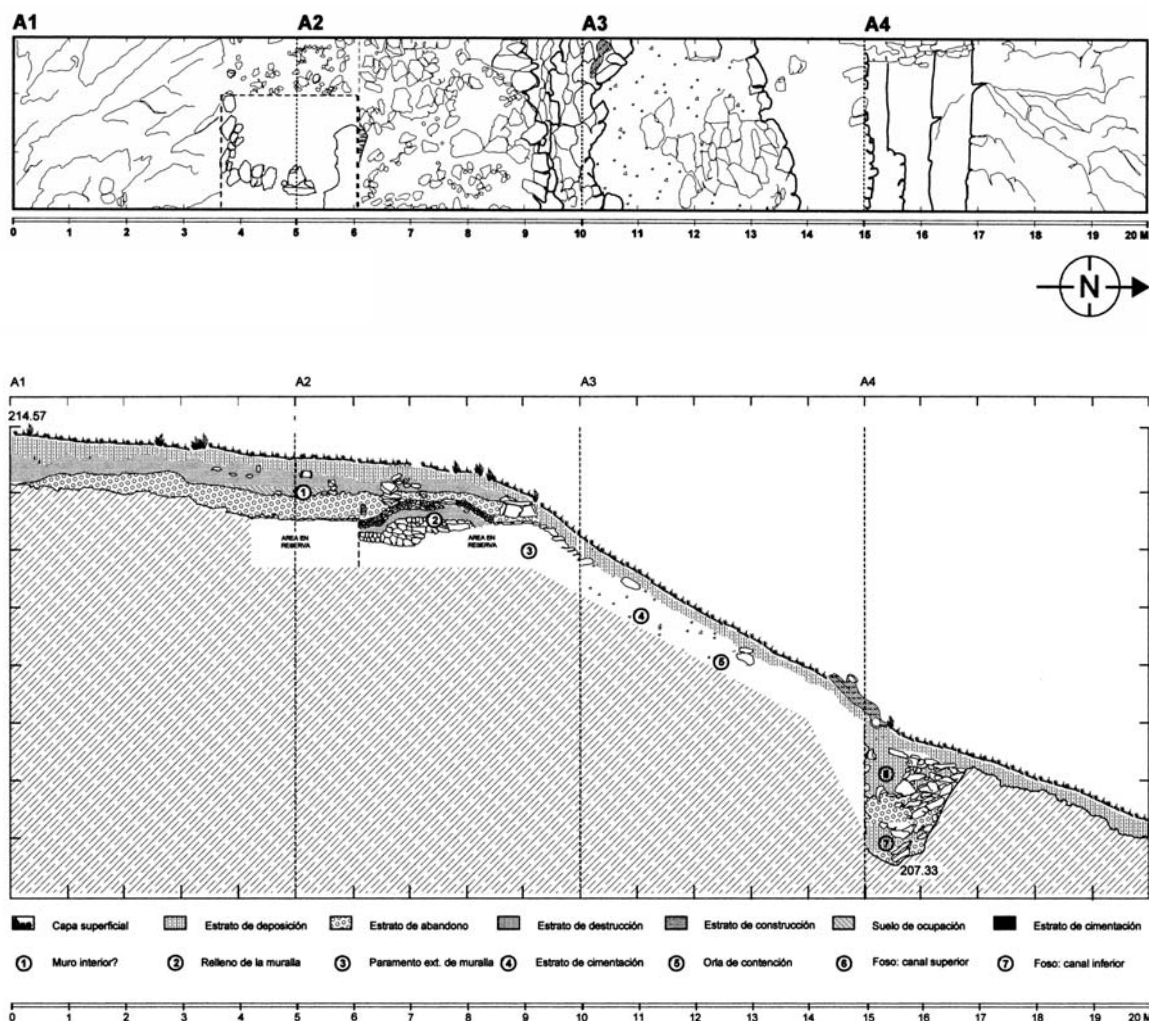 A1 A2 A3 A4
0 1 2 3 4 5 6 7 8 9 10 11 12 13 14 15 16 17 18 19 20 M
N
A1 A2 A3 A4
214.57
1
2
AREA EN
RESERVA
AREA EN
RESERVA
3
4
5
6
7
207.33
Capa superficial Estrato de deposición Estrato de abandono Estrato de destrucción Estrato de construcción Suelo de ocupación Estrato de cimentación
1 Muro interior? 2 Relleno de la muralla 3 Paramento ext. de muralla 4 Estrato de cimentación 5 Orla de contención 6 Foso: canal superior 7 Foso: canal inferior
0 1 2 3 4 5 6 7 8 9 10 11 12 13 14 15 16 17 18 19 20 M